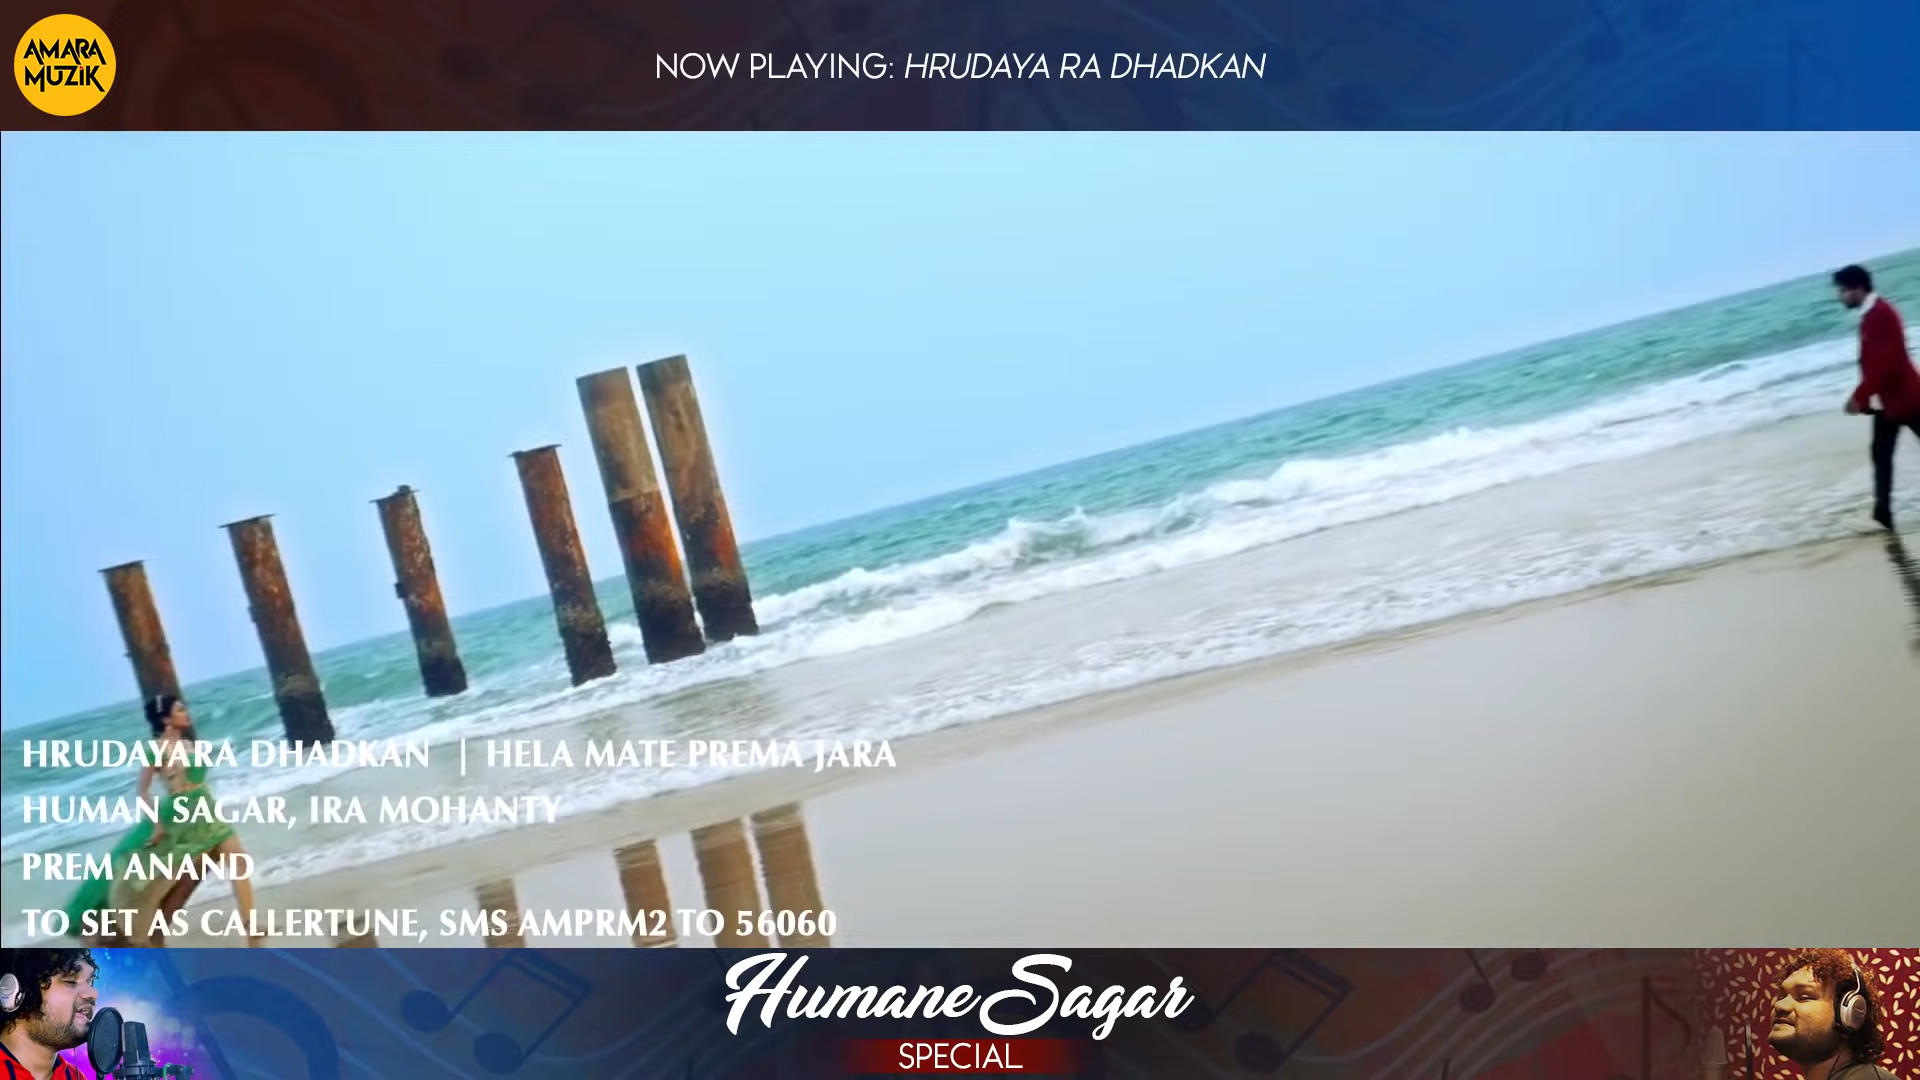 AMARA
MUZIK
NOW PLAYING: HRUDAYA RA DHADKAN
HRUDAYARA DHADKAN | HELA MATE PREMA JARA
HUMAN SAGAR, IRA MOHANTY
PREM ANAND
TO SET AS CALLERTUNE, SMS AMPRM2 TO 56060
Humane Sagar
SPECIAL